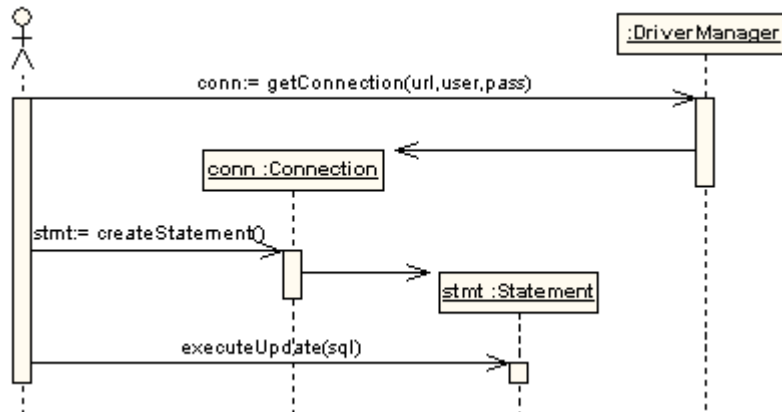 :DriverManager
conn:= getConnection(url,user,pass)
conn :Connection
stmt:= createStatement()
stmt :Statement
executeUpdate(sql)